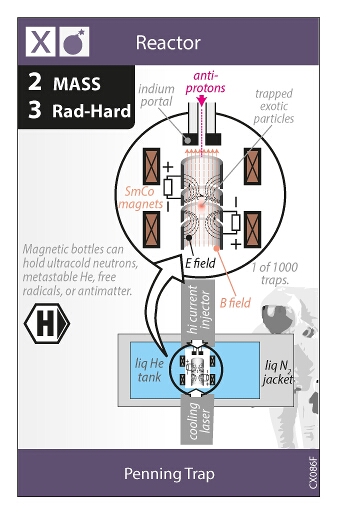 X
Reactor
2 MASS
3 Rad-Hard
anti-
protons
indium
portal
trapped
exotic
particles
+
−
SmCo
magnets
−
+
Magnetic bottles can
hold ultracold neutrons,
metastable He, free
radicals, or antimatter.
E field
B field
1 of 1000
traps.
H
hi current
injector
liq He
tank
liq N2
jacket
cooling
laser
Penning Trap
CX086F